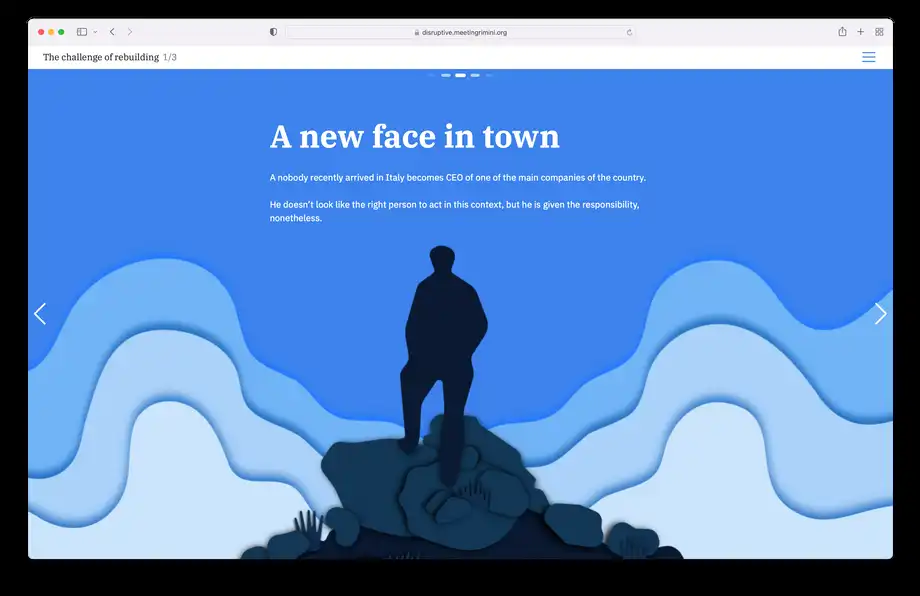 disruptive.meetingrimini.org
The challenge of rebuilding 1/3
A new face in town
A nobody recently arrived in Italy becomes CEO of one of the main companies of the country.
He doesn't look like the right person to act in this context, but he is given the responsibility,
nonetheless.